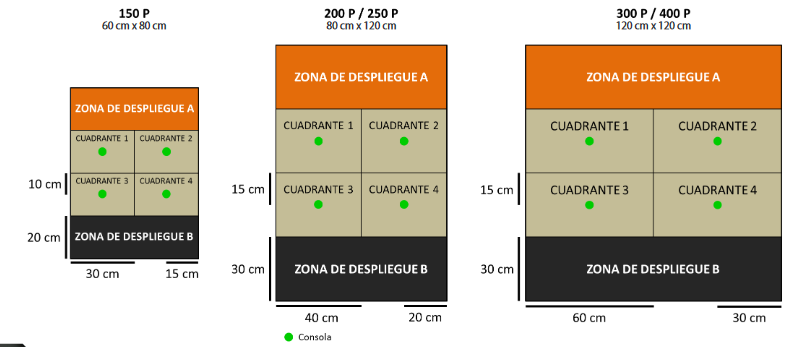 150 P
60 cm x 80 cm
ZONA DE DESPLIEGUE A
CUADRANTE 1
CUADRANTE 2
CUADRANTE 3
CUADRANTE 4
10 cm
20 cm
ZONA DE DESPLIEGUE B
30 cm
15 cm
200 P / 250 P
80 cm x 120 cm
ZONA DE DESPLIEGUE A
CUADRANTE 1
CUADRANTE 2
15 cm
CUADRANTE 3
CUADRANTE 4
30 cm
ZONA DE DESPLIEGUE B
40 cm
20 cm
Consola
300 P / 400 P
120 cm x 120 cm
ZONA DE DESPLIEGUE A
CUADRANTE 1
CUADRANTE 2
15 cm
CUADRANTE 3
CUADRANTE 4
30 cm
ZONA DE DESPLIEGUE B
60 cm
30 cm